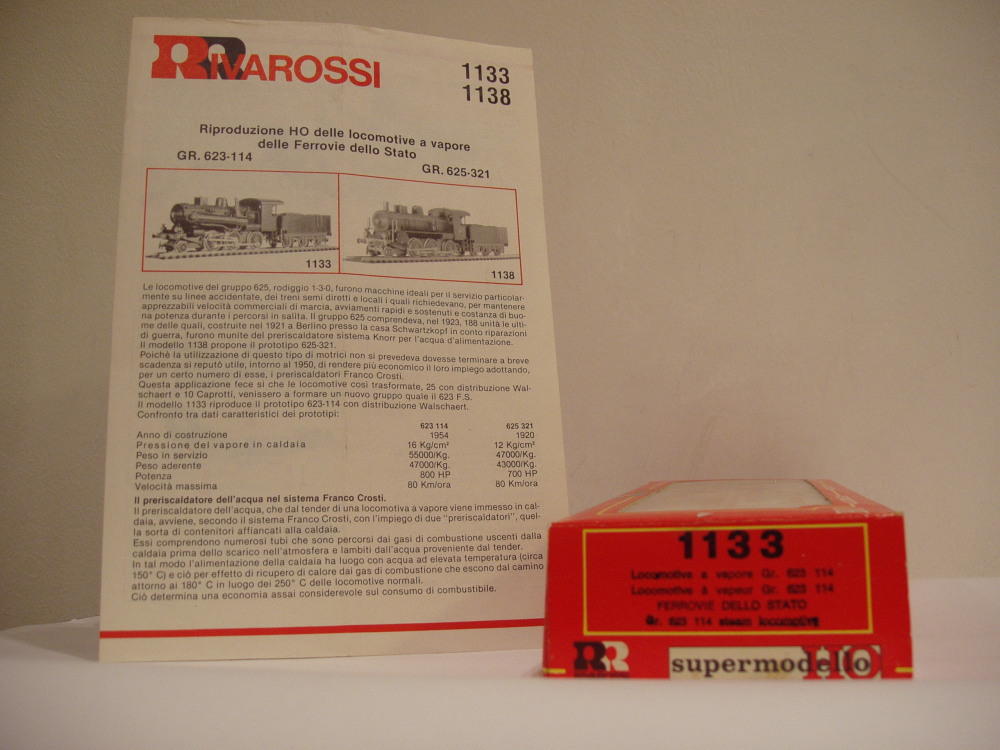 RIVAROSSI
1133
1138
Riproduzione HO delle locomotive a vapore
delle Ferrovie dello Stato
GR. 623-114
GR. 625-321
1133
1138
Le locomotive del gruppo 625, rodiggio 1-3-0, furono macchine ideali per il servizio particolar-
mente su linee accidentate, dei treni semi diretti e locali i quali richiedevano, per mantenere
apprezzabili velocità commerciali di marcia, avviamenti rapidi e sostenuti e costanza di buo-
na potenza durante i percorsi in salita. Il gruppo 625 comprendeva, nel 1923, 188 unità le ulti-
me delle quali, costruite nel 1921 a Berlino presso la casa Schwartzkopf in conto riparazioni
di guerra, furono munite del preriscaldatore sistema Knorr per l'acqua d'alimentazione.
Il modello 1138 propone il prototipo 625-321.
Poichè la utilizzazione di questo tipo di motrici non si prevedeva dovesse terminare a breve
scadenza si reputò utile, intorno al 1950, di rendere più economico il loro impiego adottando,
per un certo numero di esse, i preriscaldatori Franco Crosti.
Questa applicazione fece si che le locomotive così trasformate, 25 con distribuzione Wal-
schaert e 10 Caprotti, venissero a formare un nuovo gruppo quale il 623 F.S.
Il modello 1133 riproduce il prototipo 623-114 con distribuzione Walschaert.
Confronto tra dati caratteristici dei prototipi:
623 114 625 321
Anno di costruzione 1954 1920
Pressione del vapore in caldaia 16 Kg/cm² 12 Kg/cm²
Peso in servizio 55000/Kg. 47000/Kg.
Peso aderente 47000/Kg. 43000/Kg.
Potenza 800 HP 700 HP
Velocità massima 80 Km/ora 80 Km/ora
Il preriscaldatore dell'acqua nel sistema Franco Crosti.
Il preriscaldatore dell'acqua, che dal tender di una locomotiva à vapore viene immesso in cal-
daia, avviene, secondo il sistema Franco Crosti, con l'impiego di due "preriscaldatori", quel-
la sorta di contenitori affiancati alla caldaia.
Essi comprendono numerosi tubi che sono percorsi dai gasi di combustione uscenti dalla
caldaia prima dello scarico nell'atmosfera e lambiti dall'acqua proveniente dal tender.
In tal modo l'alimentazione della caldaia ha luogo con acqua ad elevata temperatura (circa
150° C) e ciò per effetto di ricupero di calore dai gas di combustione che escono dal camino
attorno ai 180° C in luogo dei 250° C delle locomotive normali.
Ciò determina una economia assai considerevole sul consumo di combustibile.
1133
Locomotiva a vapore Gr. 623 114
Locomotive à vapeur Gr. 623 114
FERROVIE DELLO STATO
Gr. 623 114 steam locomptive
RR
supermodello HO